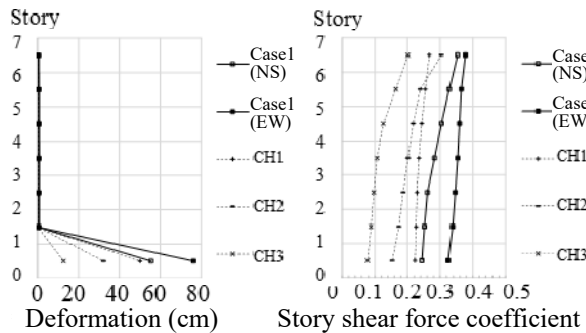 Story
7
6
5
4
3
2
1
0
0 20 40 60 80
Deformation (cm)
Case1
(NS)
Case1
(EW)
CH1
CH2
CH3
Story
7
6
5
4
3
2
1
0
0.1 0.2 0.3 0.4 0.5
Story shear force coefficient
Case
(NS)
Case
(EW)
CH1
CH2
CH3